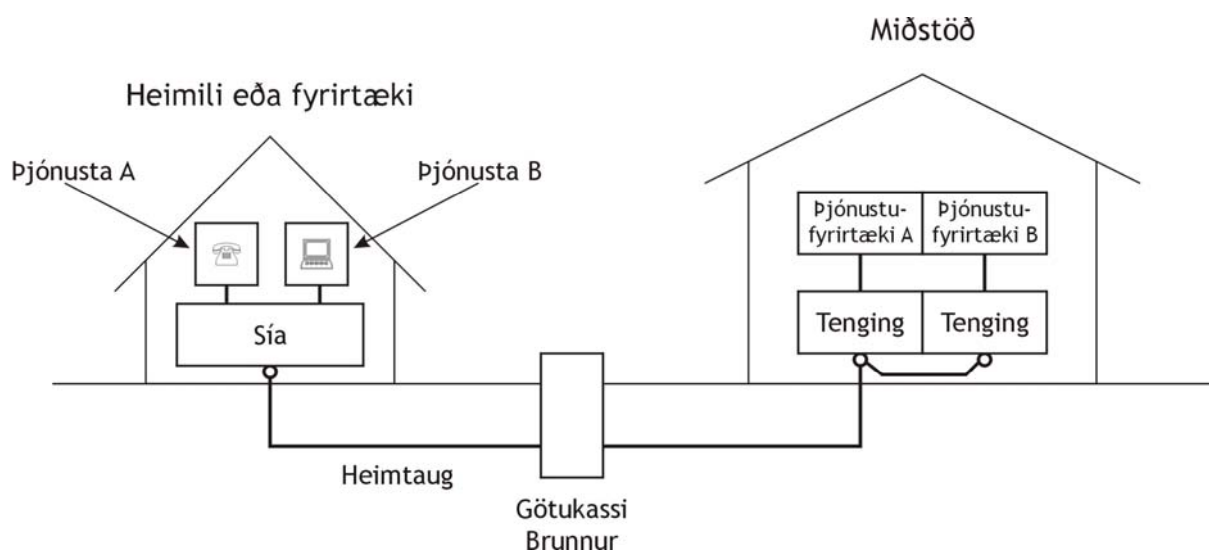 Miðstöð
Heimili eða fyrirtæki
Þjónusta A
Þjónusta B
Þjónustu-
fyrirtæki A
Þjónustu-
fyrirtæki B
Sía
Tenging
Tenging
Heimtaug
Götukassi
Brunnur